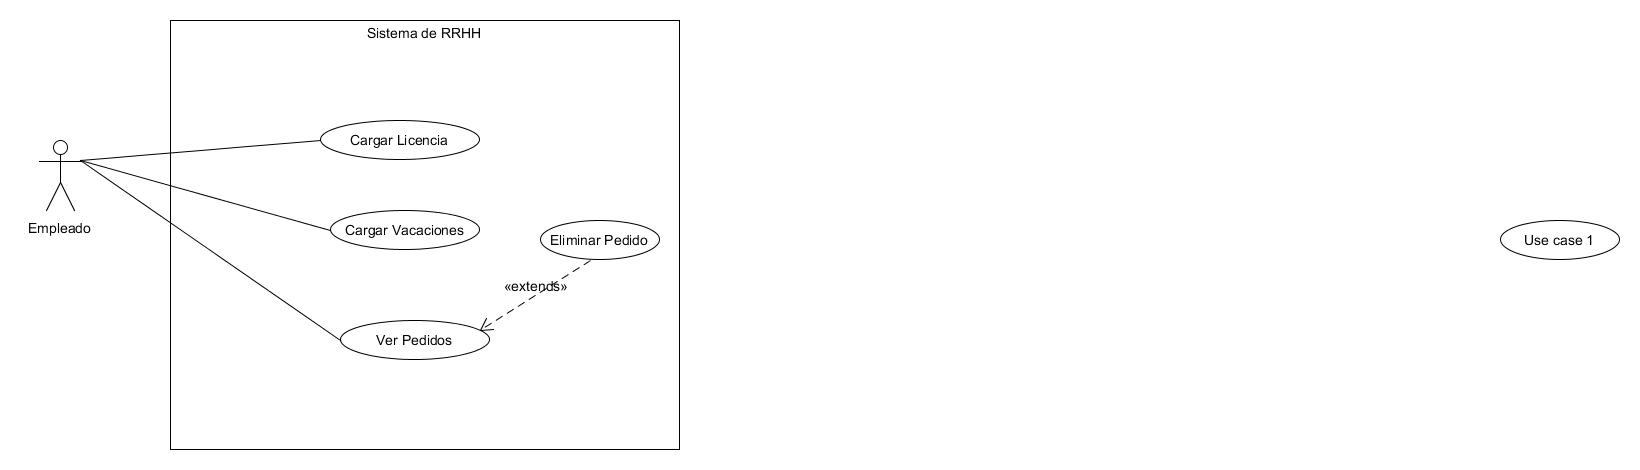 Sistema de RRHH
Cargar Licencia
Empleado
Cargar Vacaciones
Eliminar Pedido
Use case 1
«extends»
Ver Pedidos